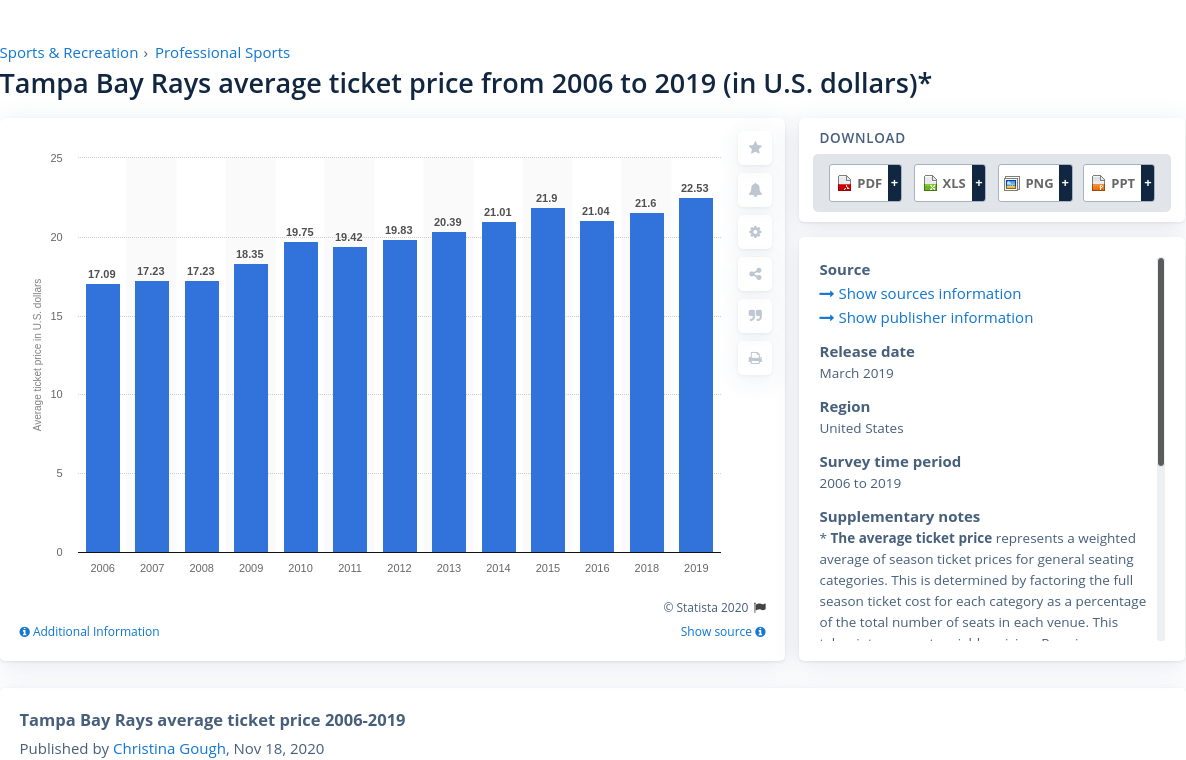 Sports & Recreation › Professional Sports
Tampa Bay Rays average ticket price from 2006 to 2019 (in U.S. dollars)*
25
20
15
10
5
0
Average ticket price in U.S. dollars
17.09
17.23
17.23
18.35
19.75
19.42
19.83
20.39
21.01
21.9
21.04
21.6
22.53
2006 2007 2008 2009 2010 2011 2012 2013 2014 2015 2016 2018 2019
© Statista 2020
Additional Information
Show source
DOWNLOAD
PDF + XLS + PNG + PPT +
Source
Show sources information
Show publisher information
Release date
March 2019
Region
United States
Survey time period
2006 to 2019
Supplementary notes
* The average ticket price represents a weighted
average of season ticket prices for general seating
categories. This is determined by factoring the full
season ticket cost for each category as a percentage
of the total number of seats in each venue. This
Tampa Bay Rays average ticket price 2006-2019
Published by Christina Gough, Nov 18, 2020